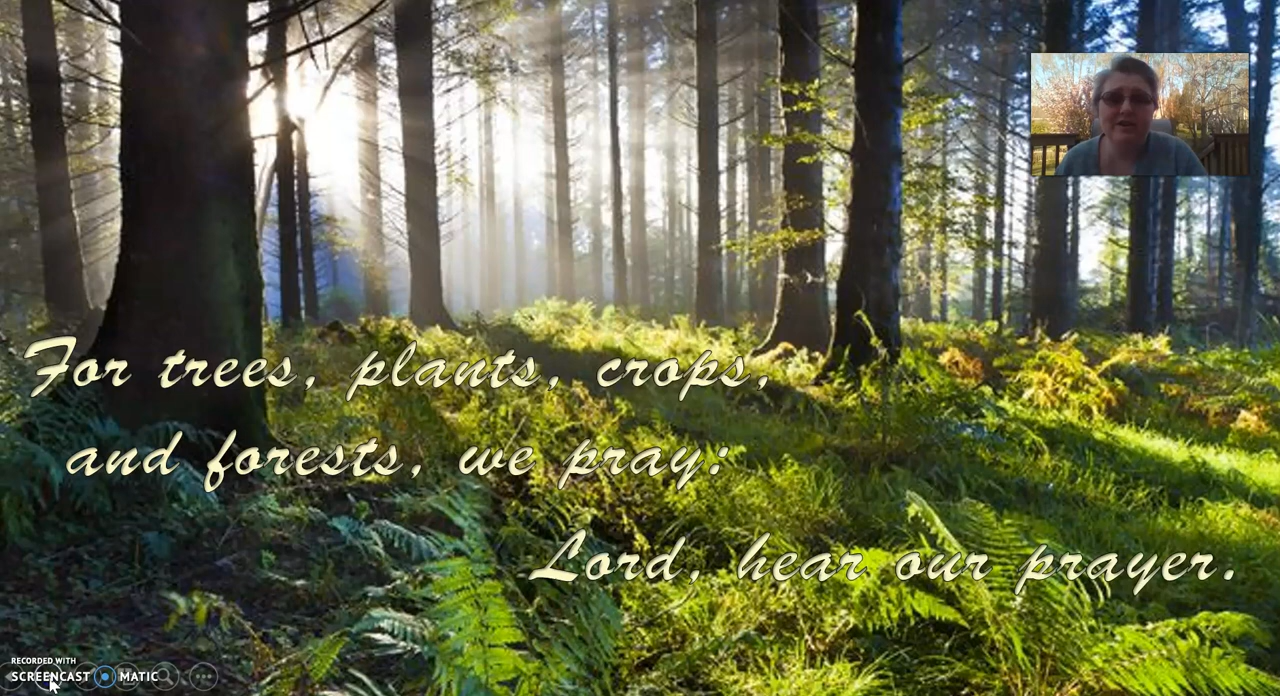 For trees, plants, crops,
and forests, we pray:
Lord, hear our prayer.
RECORDED WITH
SCREENCAST MATIC